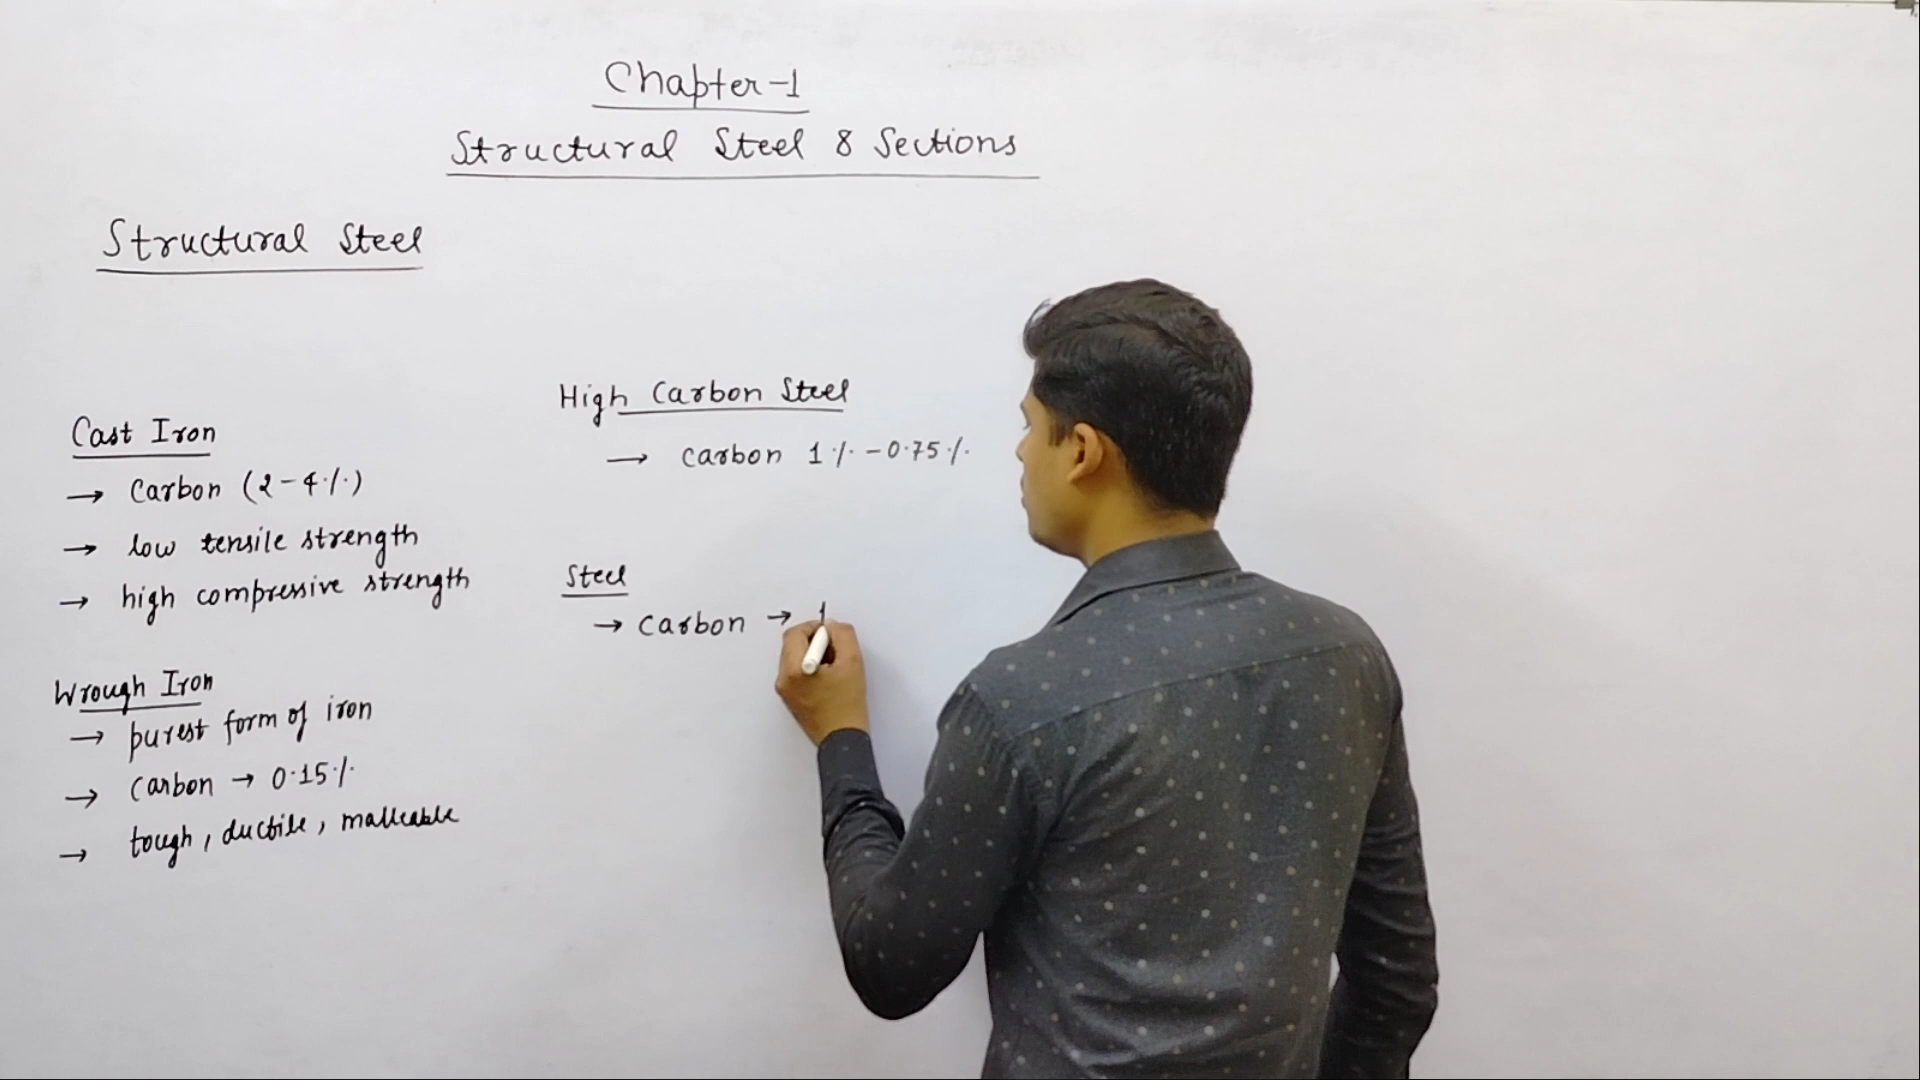 Chapter-1
Structural Steel & Sections
Structural Steel
Cast Iron
→ Carbon (2-4%)
→ low tensile strength
→ high compressive strength
Wrough Iron
→ purest form of iron
→ Carbon → 0.15%
→ tough, ductile, malleable
High Carbon Steel
→ carbon 1% - 0.75%
Steel
→ carbon → 1